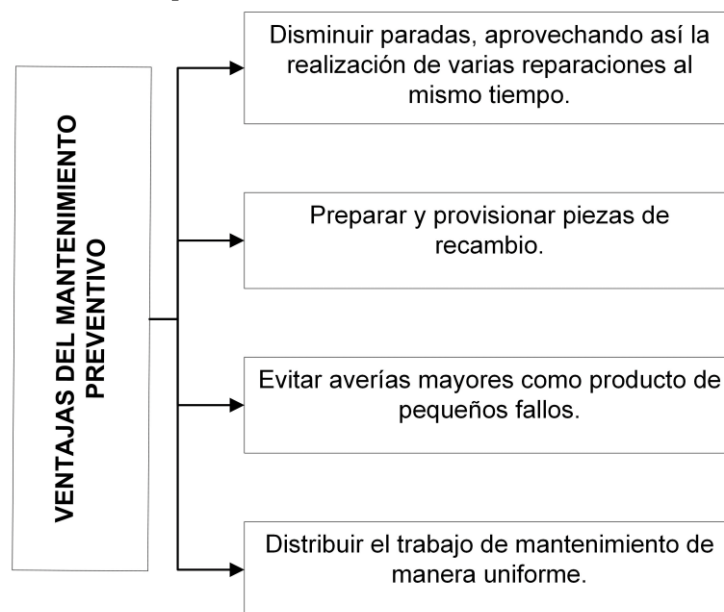 VENTAJAS DEL MANTENIMIENTO
PREVENTIVO
Disminuir paradas, aprovechando así la
realización de varias reparaciones al
mismo tiempo.
Preparar y provisionar piezas de
recambio.
Evitar averías mayores como producto de
pequeños fallos.
Distribuir el trabajo de mantenimiento de
manera uniforme.